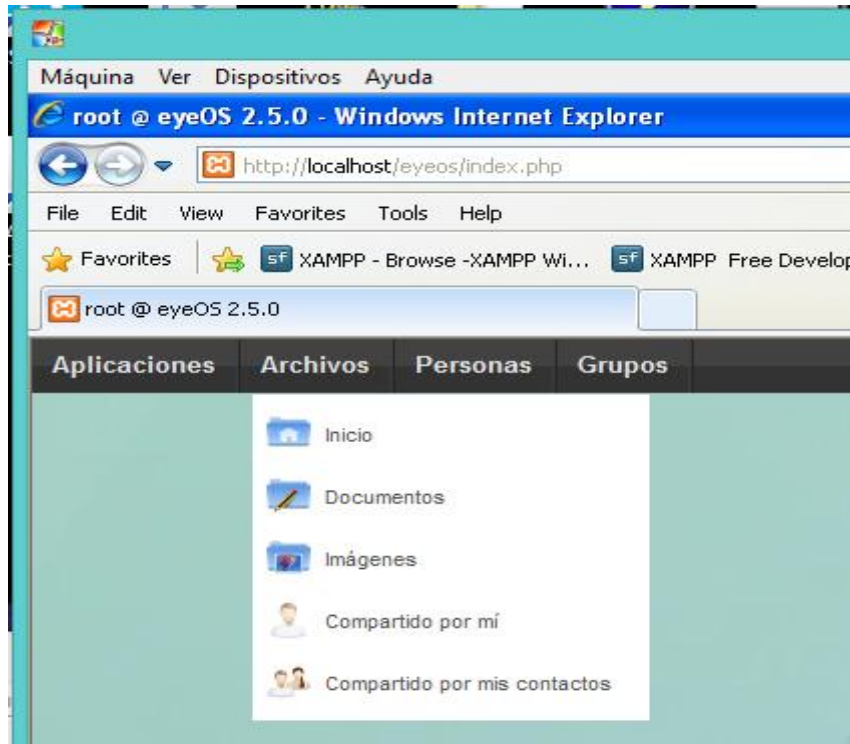 Máquina Ver Dispositivos Ayuda
root @ eyeOS 2.5.0 - Windows Internet Explorer
http://localhost/eyeos/index.php
File Edit View Favorites Tools Help
Favorites sf XAMPP - Browse -XAMPP Wi... sf XAMPP Free Develop
root @ eyeOS 2.5.0
Aplicaciones Archivos Personas Grupos
Inicio
Documentos
Imágenes
Compartido por mí
Compartido por mis contactos